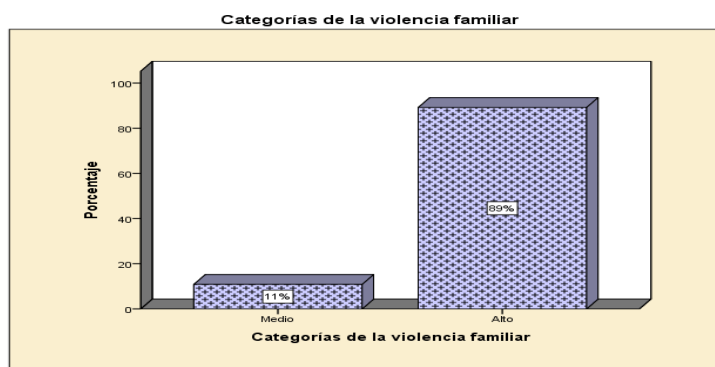 Categorías de la violencia familiar
Porcentaje
100
80
60
40
20
0
11%
89%
Medio
Alto
Categorías de la violencia familiar